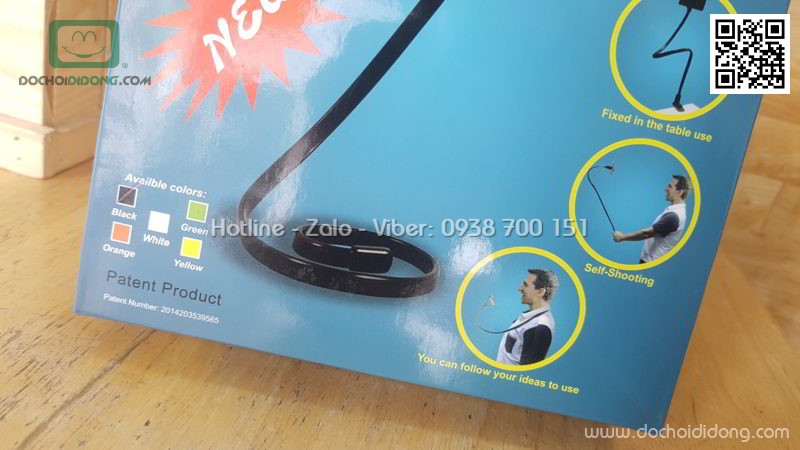 NEW
DOCHOIDIDONG.COM
Fixed in the table use
Availble colors:
Black
White
Green
Orange
Yellow
Hotline - Zalo - Viber: 0938 700 151
Self-Shooting
Patent Product
Patent Number: 2014203539565
You can follow your ideas to use
www.dochoididong.com